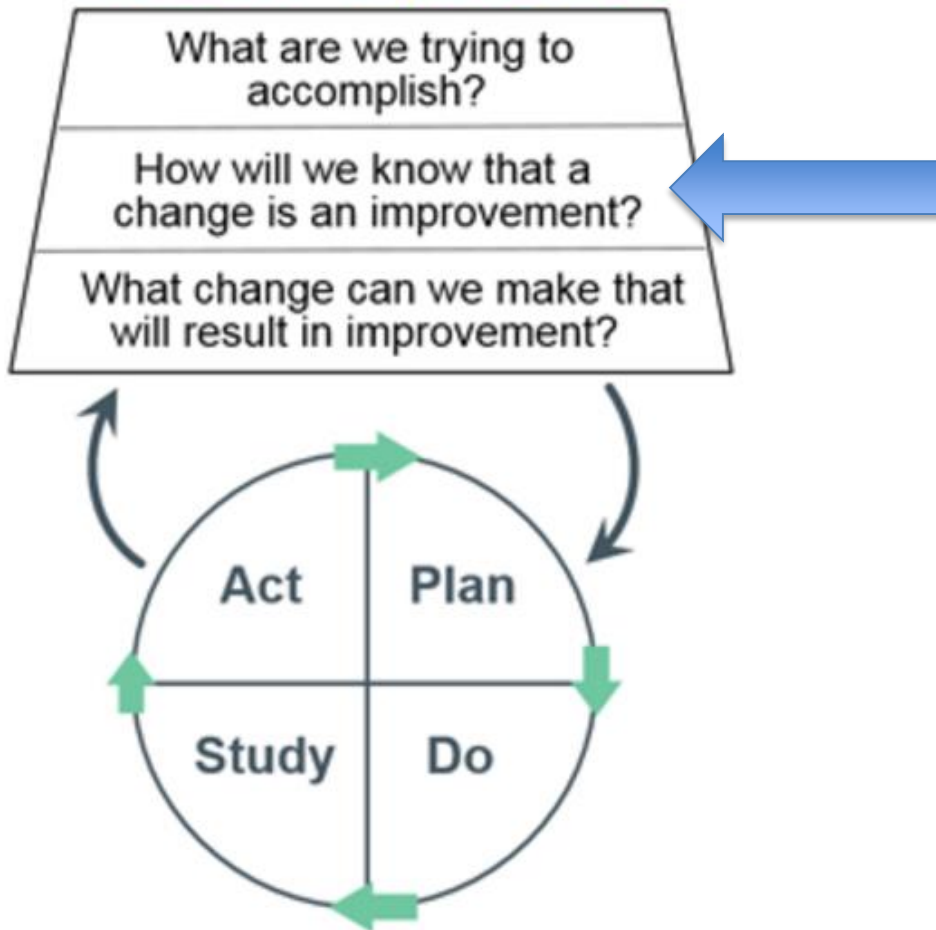 What are we trying to
accomplish?
How will we know that a
change is an improvement?
What change can we make that
will result in improvement?
Act
Plan
Study
Do